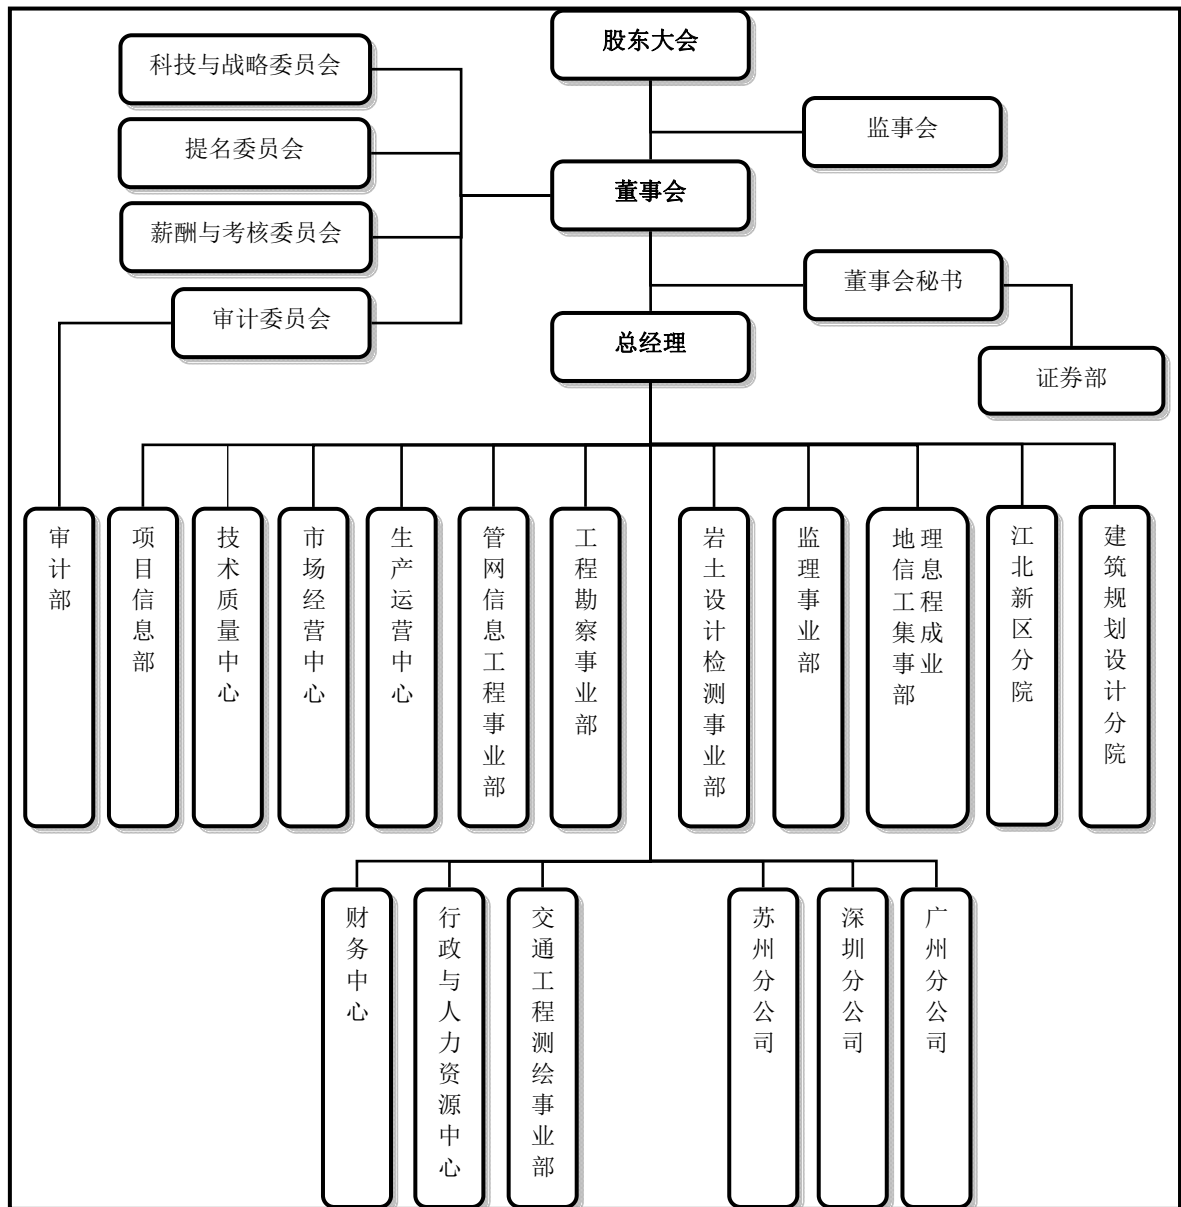 股东大会
科技与战略委员会
监事会
提名委员会
董事会
薪酬与考核委员会
董事会秘书
审计委员会
总经理
证券部
审计部
项目信息部
技术质量中心
市场经营中心
生产运营中心
管网信息工程事业部
工程勘察事业部
岩土设计检测事业部
监理事业部
地理信息工程集成事业部
江北新区分院
建筑规划设计分院
财务中心
行政与人力资源中心
交通工程测绘事业部
苏州分公司
深圳分公司
广州分公司